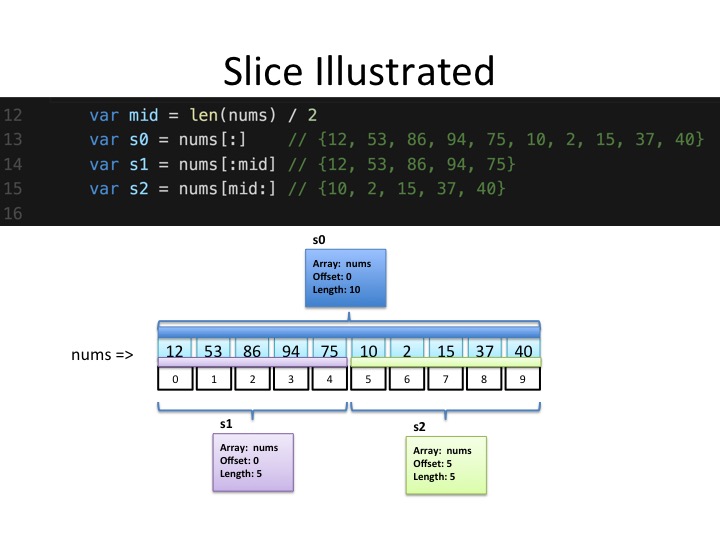 Slice Illustrated
12 var mid = len(nums) / 2
13 var s0 = nums[:] // {12, 53, 86, 94, 75, 10, 2, 15, 37, 40}
14 var s1 = nums[:mid] // {12, 53, 86, 94, 75}
15 var s2 = nums[mid:] // {10, 2, 15, 37, 40}
16
s0
Array: nums
Offset: 0
Length: 10
nums => 12 53 86 94 75 10 2 15 37 40
0 1 2 3 4 5 6 7 8 9
s1
Array: nums
Offset: 0
Length: 5
s2
Array: nums
Offset: 5
Length: 5